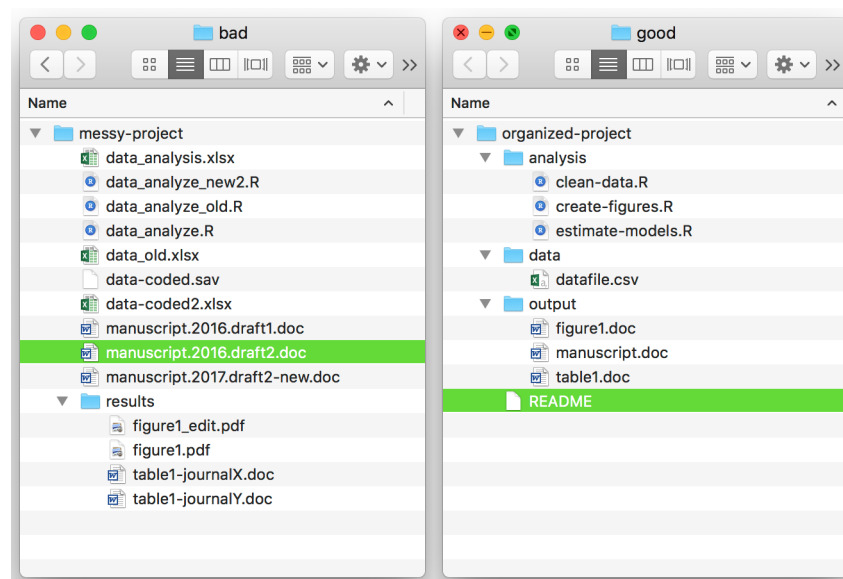 bad
Name
messy-project
data_analysis.xlsx
data_analyze_new2.R
data_analyze_old.R
data_analyze.R
data_old.xlsx
data-coded.sav
data-coded2.xlsx
manuscript.2016.draft1.doc
manuscript.2016.draft2.doc
manuscript.2017.draft2-new.doc
results
figure1_edit.pdf
figure1.pdf
table1-journalX.doc
table1-journalY.doc
good
Name
organized-project
analysis
clean-data.R
create-figures.R
estimate-models.R
data
datafile.csv
output
figure1.doc
manuscript.doc
table1.doc
README